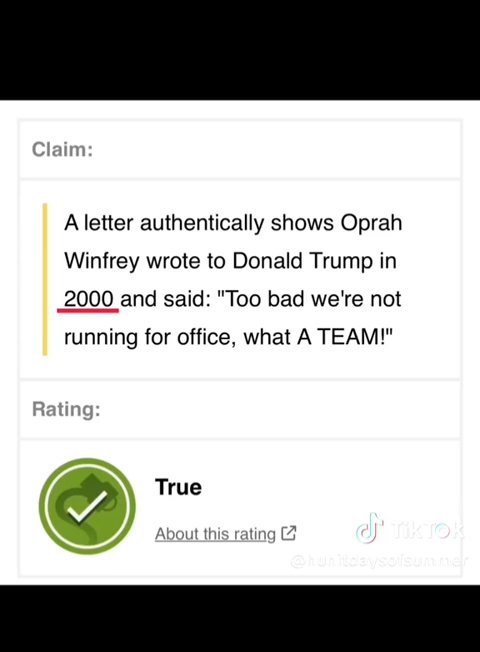 Claim:
A letter authentically shows Oprah
Winfrey wrote to Donald Trump in
2000 and said: "Too bad we're not
running for office, what A TEAM!"
Rating:
True
About this rating
TikTok
@hunitdaysofsummer